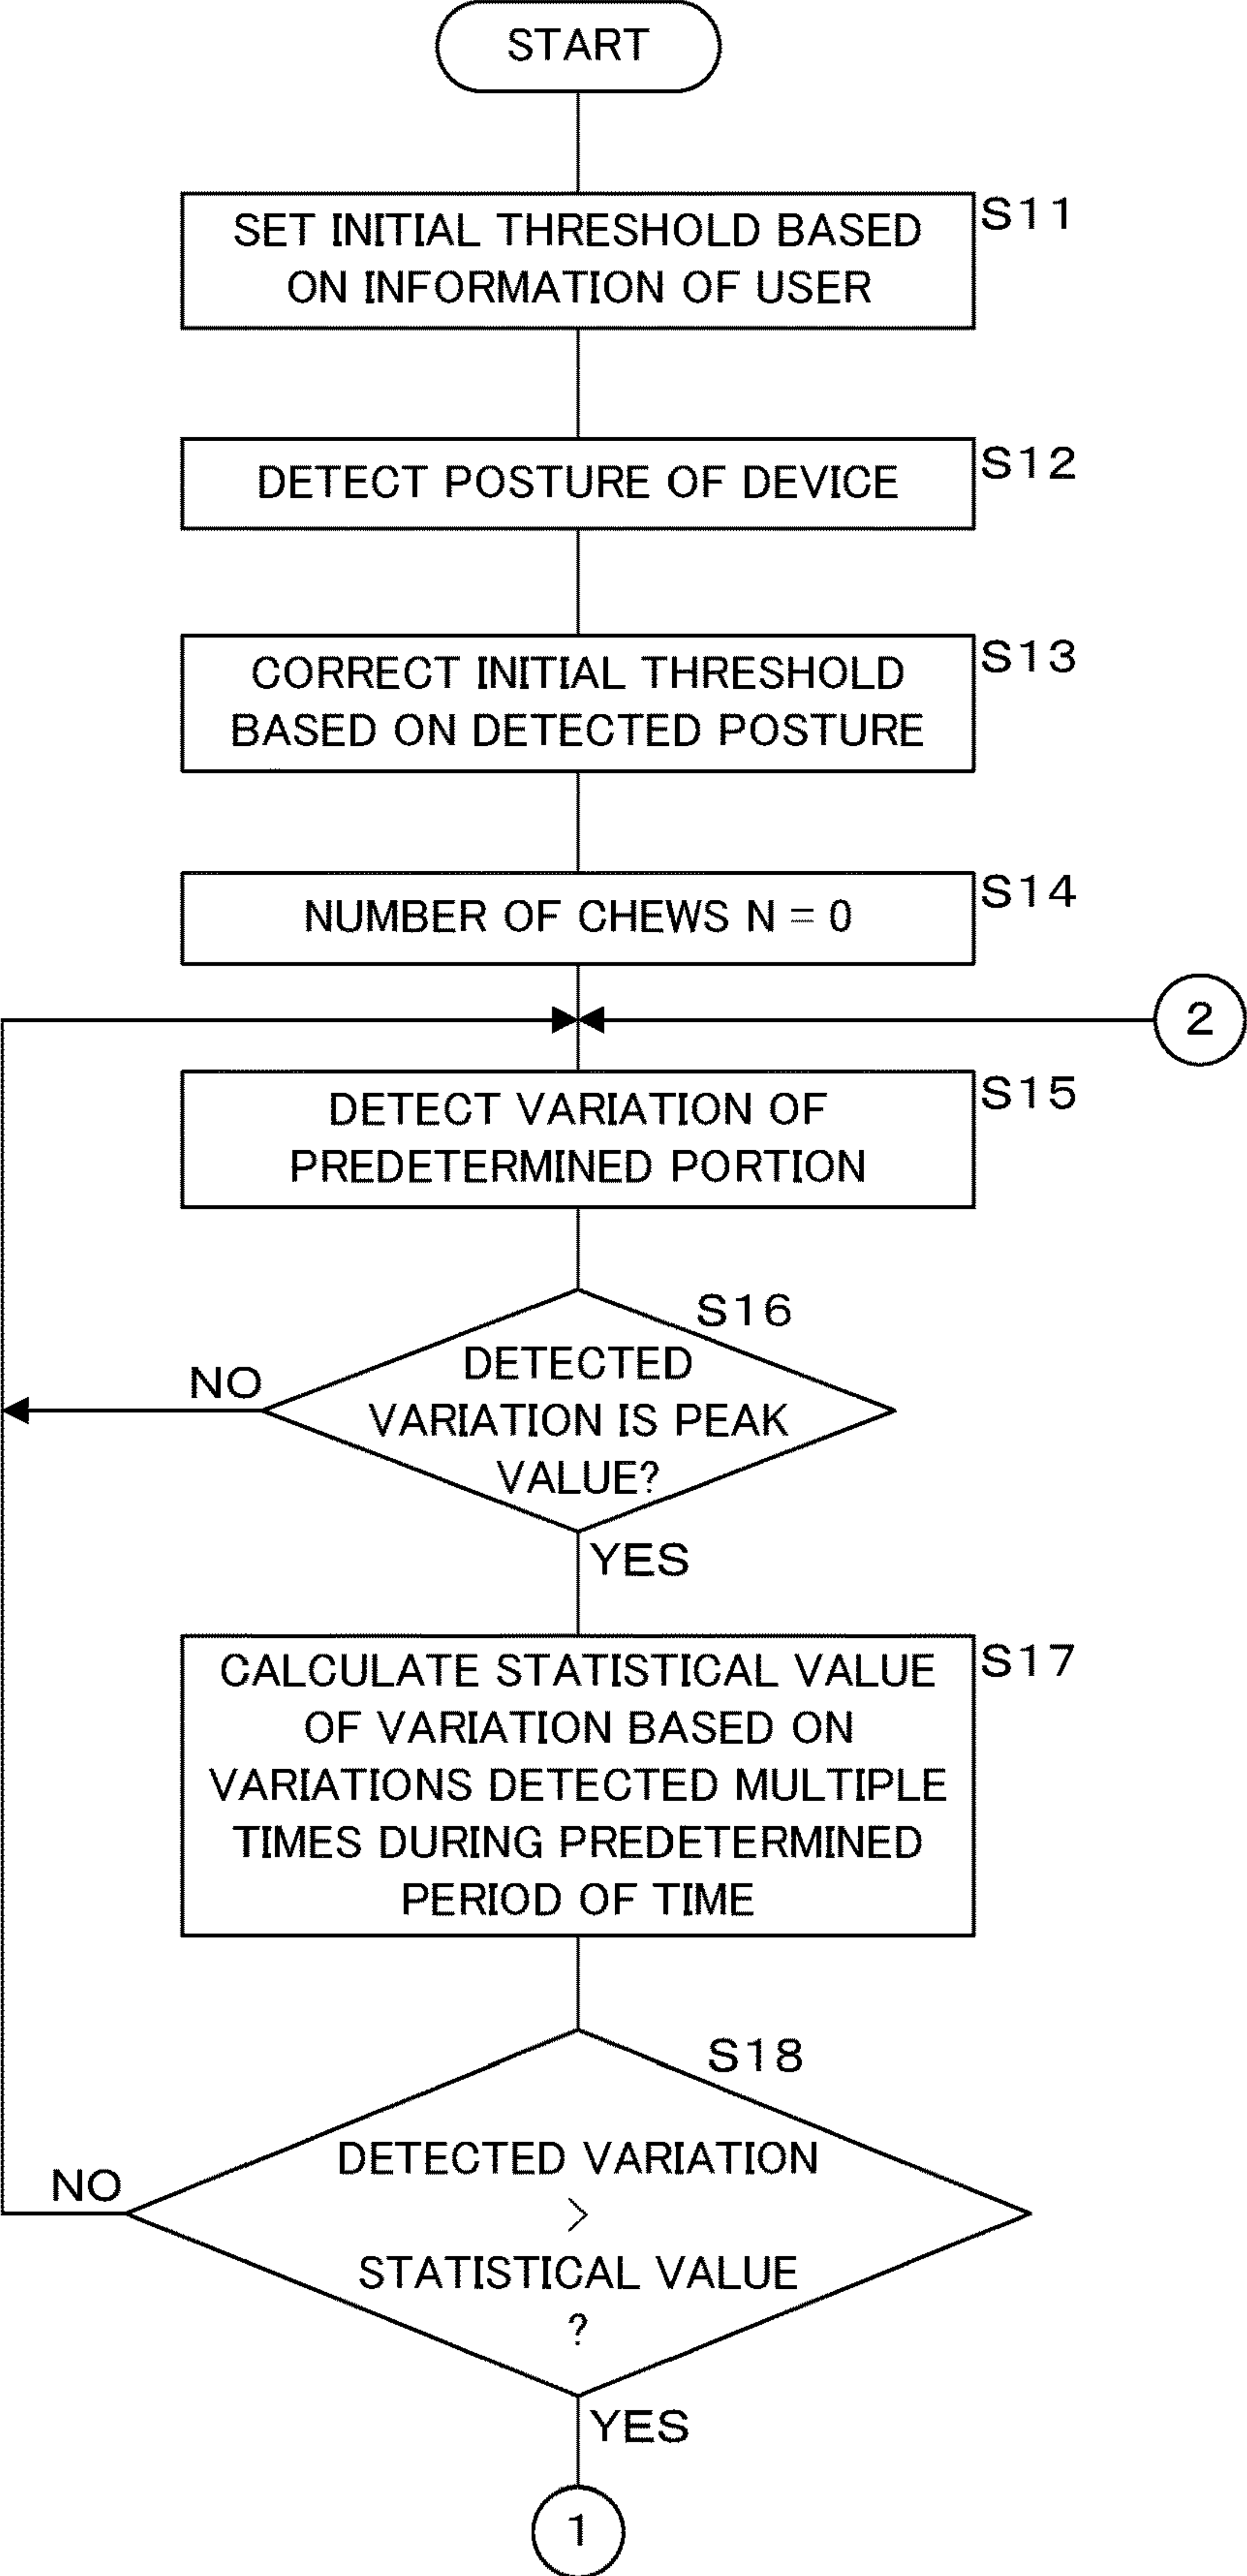 START
S11
SET INITIAL THRESHOLD BASED
ON INFORMATION OF USER
S12
DETECT POSTURE OF DEVICE
S13
CORRECT INITIAL THRESHOLD
BASED ON DETECTED POSTURE
S14
NUMBER OF CHEWS N = 0
2
S15
DETECT VARIATION OF
PREDETERMINED PORTION
S16
DETECTED
VARIATION IS PEAK
VALUE?
NO
YES
S17
CALCULATE STATISTICAL VALUE
OF VARIATION BASED ON
VARIATIONS DETECTED MULTIPLE
TIMES DURING PREDETERMINED
PERIOD OF TIME
S18
DETECTED VARIATION
>
STATISTICAL VALUE
?
NO
YES
1